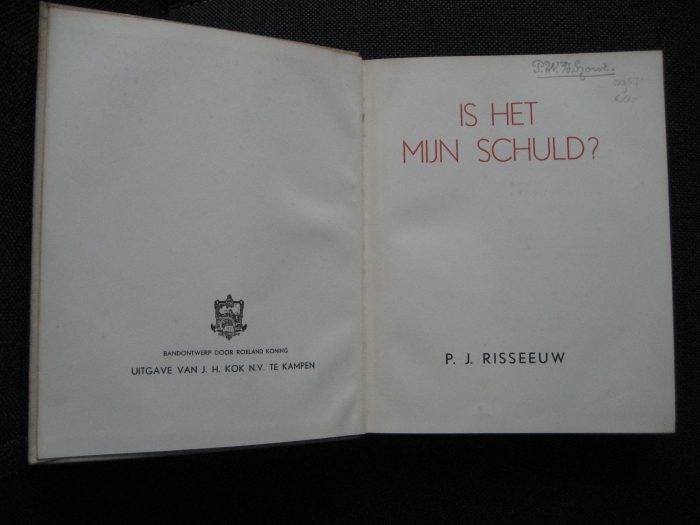 BANDONTWERP DOOR ROELAND KONING
UITGAVE VAN J. H. KOK N.V. TE KAMPEN
IS HET
MIJN SCHULD?
P. J. RISSEEUW